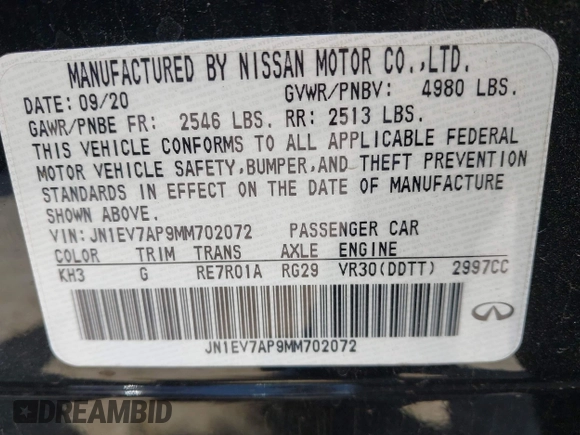 MANUFACTURED BY NISSAN MOTOR CO.,LTD.
DATE: 09/20 GVWR/PNBV: 4980 LBS.
GAWR/PNBE FR: 2546 LBS. RR: 2513 LBS.
THIS VEHICLE CONFORMS TO ALL APPLICABLE FEDERAL
MOTOR VEHICLE SAFETY,BUMPER,AND THEFT PREVENTION
STANDARDS IN EFFECT ON THE DATE OF MANUFACTURE
SHOWN ABOVE.
VIN: JN1EV7AP9MM702072 PASSENGER CAR
COLOR TRIM TRANS AXLE ENGINE
KH3 G RE7R01A RG29 VR30(DDTT) 2997CC
JN1EV7AP9MM702072
DREAMBID